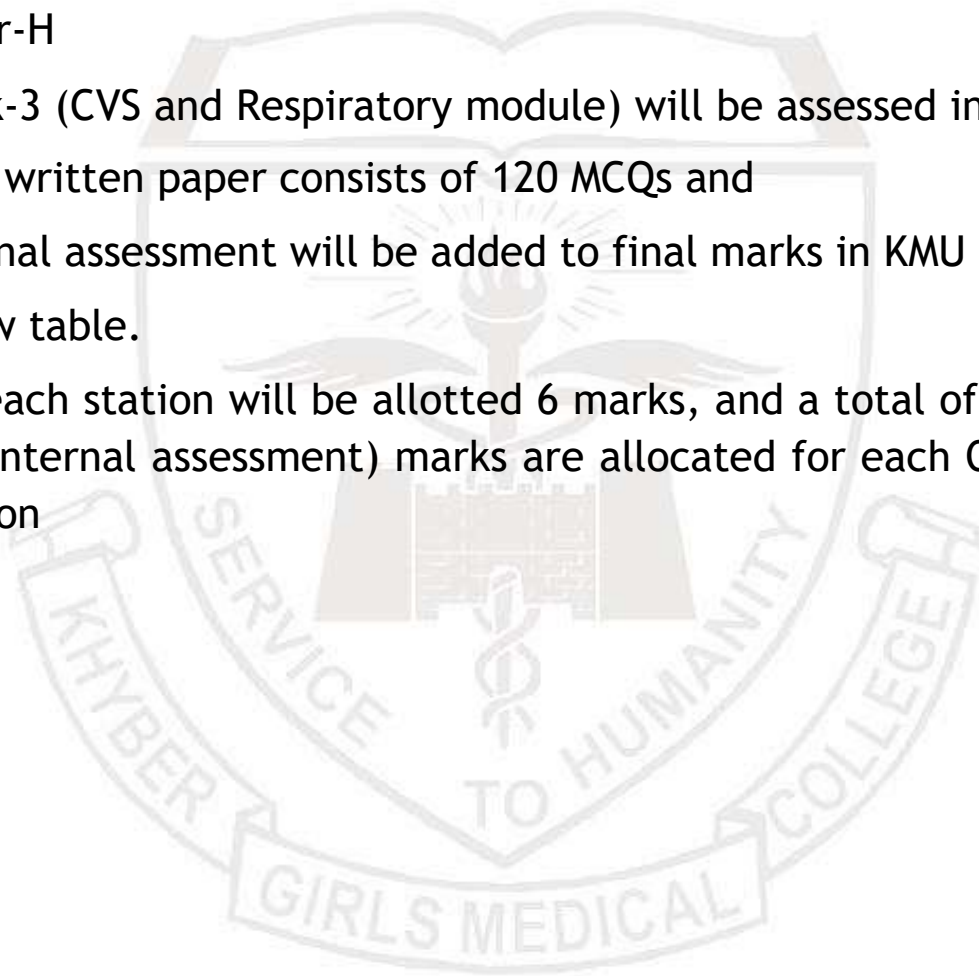 r-H
k-3 (CVS and Respiratory module) will be assessed in
written paper consists of 120 MCQs and
nal assessment will be added to final marks in KMU
w table.
each station will be allotted 6 marks, and a total of
nternal assessment) marks are allocated for each
on
SERVICE TO HUMANITY
KHYBER GIRLS MEDICAL COLLEGE